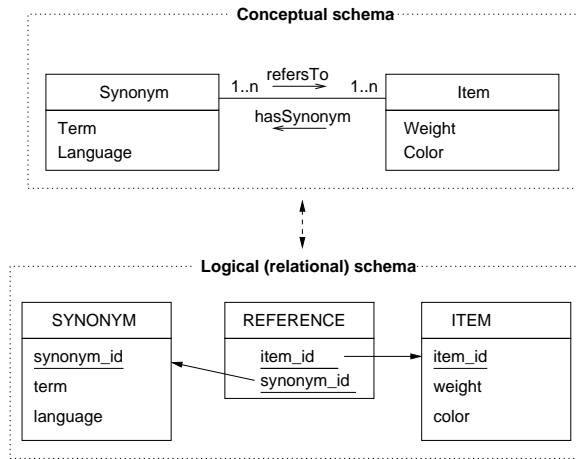 Conceptual schema
refersTo
Synonym 1..n 1..n Item
hasSynonym
Term
Language
Weight
Color
Logical (relational) schema
SYNONYM
synonym_id
term
language
REFERENCE
item_id
synonym_id
ITEM
item_id
weight
color